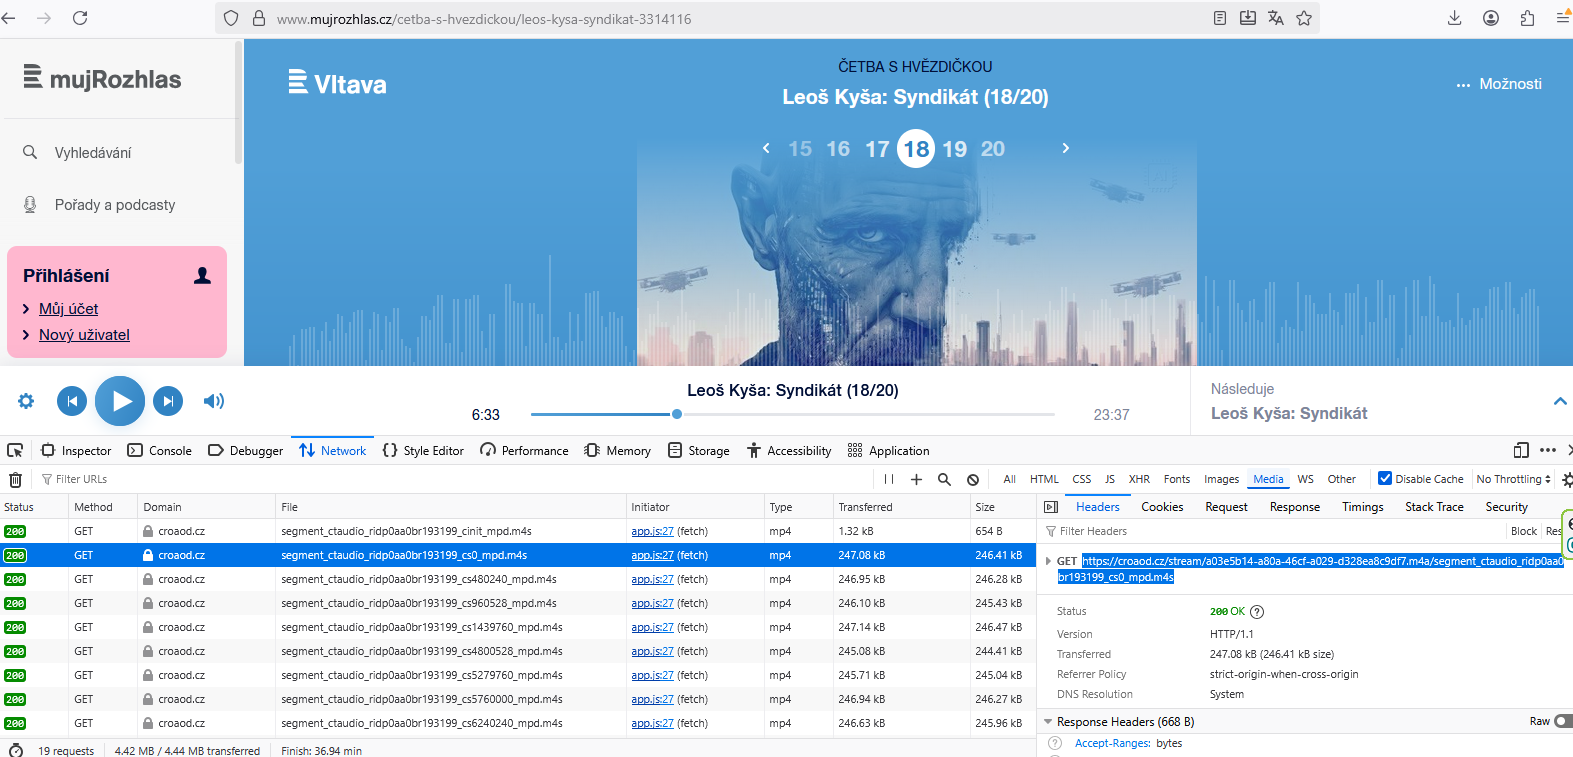 www.mujrozhlas.cz/cetba-s-hvezdickou/leos-kysa-syndikat-3314116
mujRozhlas
Vyhledávání
Pořady a podcasty
Přihlášení
Můj účet
Nový uživatel
Vltava
ČETBA S HVĚZDIČKOU
Leoš Kyša: Syndikát (18/20)
Možnosti
15 16 17 18 19 20
6:33
Leoš Kyša: Syndikát (18/20)
23:37
Následuje
Leoš Kyša: Syndikát
Inspector Console Debugger Network Style Editor Performance Memory Storage Accessibility Application
Filter URLs
All HTML CSS JS XHR Fonts Images Media WS Other Disable Cache No Throttling
Status Method Domain File Initiator Type Transferred Size
200 GET croaod.cz segment_ctaudio_ridp0aa0br193199_cinit_mpd.m4s app.js:27 (fetch) mp4 1.32 kB 654 B
200 GET croaod.cz segment_ctaudio_ridp0aa0br193199_cs0_mpd.m4s app.js:27 (fetch) mp4 247.08 kB 246.41 kB
200 GET croaod.cz segment_ctaudio_ridp0aa0br193199_cs480240_mpd.m4s app.js:27 (fetch) mp4 246.95 kB 246.28 kB
200 GET croaod.cz segment_ctaudio_ridp0aa0br193199_cs960528_mpd.m4s app.js:27 (fetch) mp4 246.10 kB 245.43 kB
200 GET croaod.cz segment_ctaudio_ridp0aa0br193199_cs1439760_mpd.m4s app.js:27 (fetch) mp4 247.14 kB 246.47 kB
200 GET croaod.cz segment_ctaudio_ridp0aa0br193199_cs4800528_mpd.m4s app.js:27 (fetch) mp4 245.08 kB 244.41 kB
200 GET croaod.cz segment_ctaudio_ridp0aa0br193199_cs5279760_mpd.m4s app.js:27 (fetch) mp4 245.71 kB 245.04 kB
200 GET croaod.cz segment_ctaudio_ridp0aa0br193199_cs5760000_mpd.m4s app.js:27 (fetch) mp4 246.94 kB 246.27 kB
200 GET croaod.cz segment_ctaudio_ridp0aa0br193199_cs6240240_mpd.m4s app.js:27 (fetch) mp4 246.63 kB 245.96 kB
19 requests 4.42 MB / 4.44 MB transferred Finish: 36.94 min
Headers Cookies Request Response Timings Stack Trace Security
Filter Headers Block Res
GET https://croaod.cz/stream/a03e5b14-a80a-46cf-a029-d328ea8c9df7.m4a/segment_ctaudio_ridp0aa0
br193199_cs0_mpd.m4s
Status 200 OK
Version HTTP/1.1
Transferred 247.08 kB (246.41 kB size)
Referrer Policy strict-origin-when-cross-origin
DNS Resolution System
Response Headers (668 B) Raw
Accept-Ranges: bytes